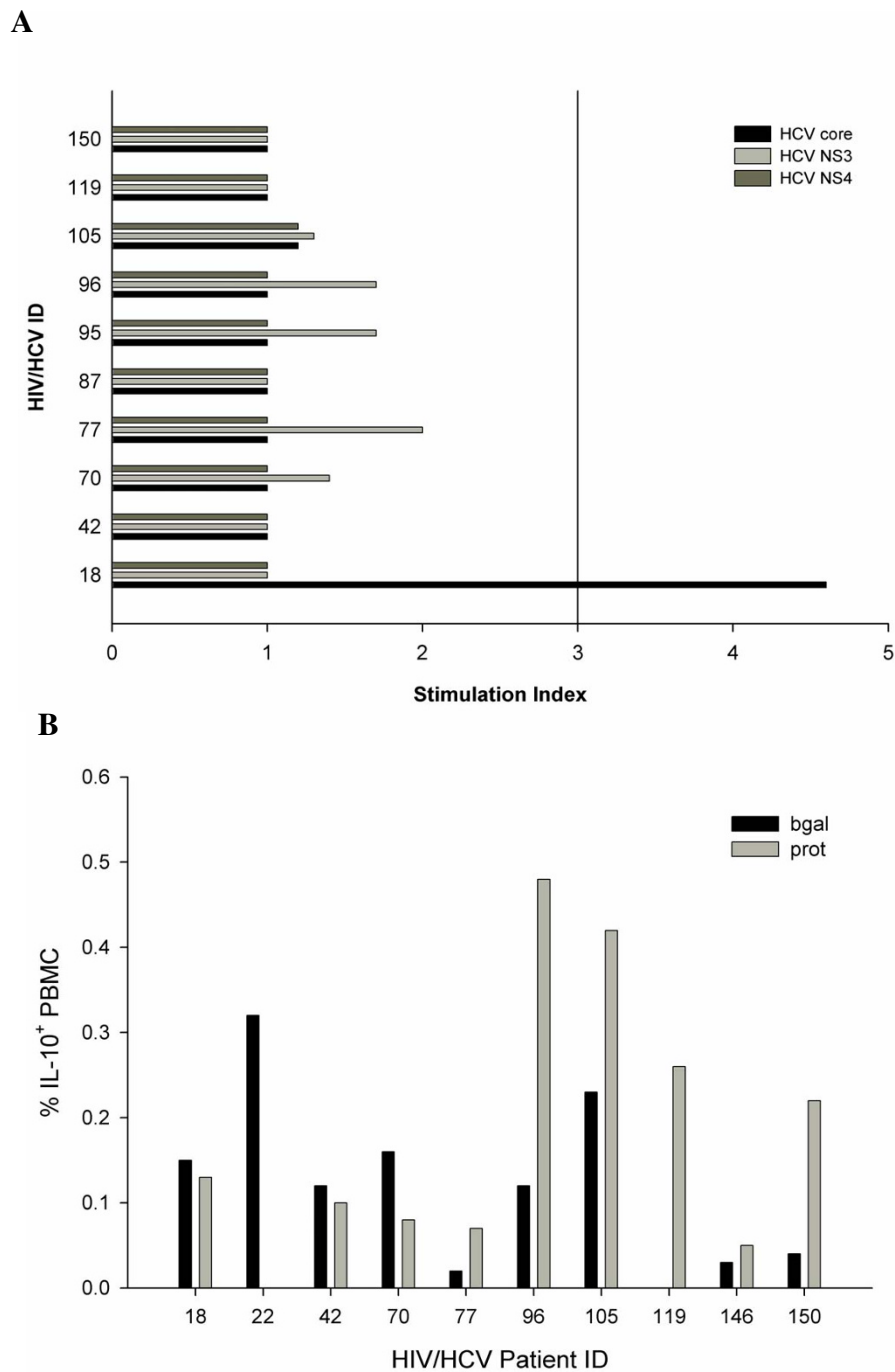 A
HIV/HCV ID
150
119
105
96
95
87
77
70
42
18
HCV core
HCV NS3
HCV NS4
0 1 2 3 4 5
Stimulation Index
B
% IL-10+ PBMC
0.6
0.5
0.4
0.3
0.2
0.1
0.0
bgal
prot
18 22 42 70 77 96 105 119 146 150
HIV/HCV Patient ID